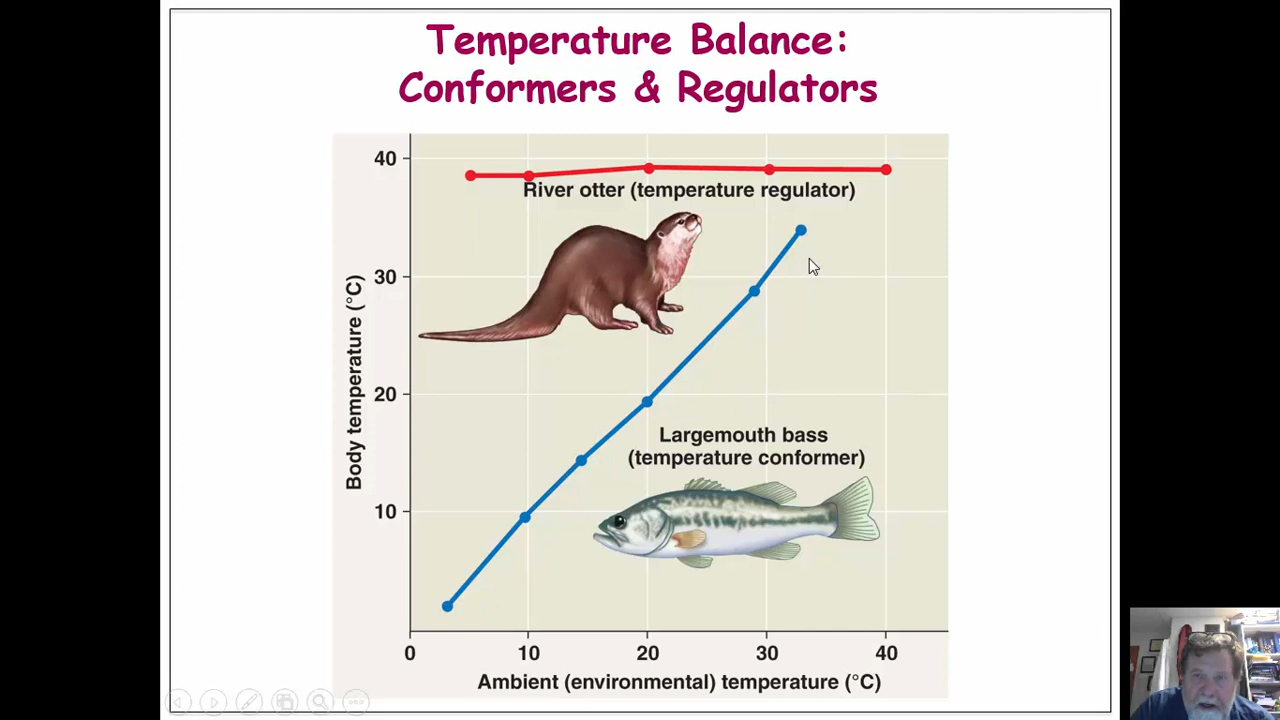 Temperature Balance:
Conformers & Regulators
40
River otter (temperature regulator)
30
Body temperature (°C)
20
Largemouth bass
(temperature conformer)
10
0 10 20 30 40
Ambient (environmental) temperature (°C)